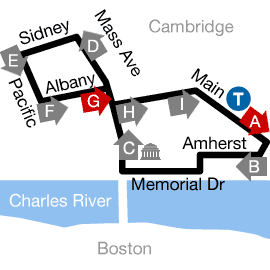 Cambridge
Sidney
Mass Ave
D
E
Albany
Main
Pacific
F
G
H
I
T
A
C
Amherst
B
Memorial Dr
Charles River
Boston